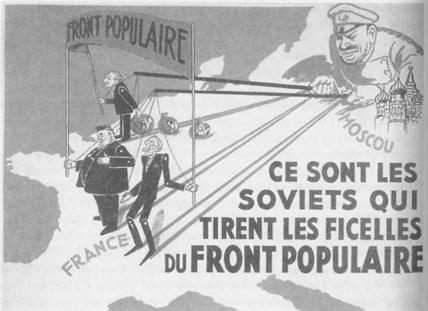 FRONT POPULAIRE
MOSCOU
CE SONT LES
SOVIETS QUI
TIRENT LES FICELLES
DU FRONT POPULAIRE
FRANCE